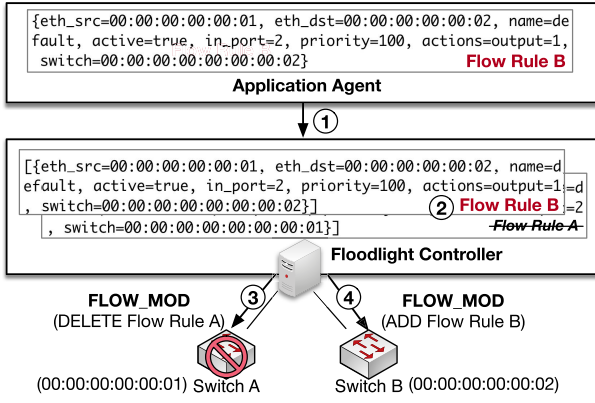 {eth_src=00:00:00:00:00:01, eth_dst=00:00:00:00:00:02, name=de
fault, active=true, in_port=2, priority=100, actions=output=1,
switch=00:00:00:00:00:00:00:02}
Flow Rule B
Application Agent
1
[{eth_src=00:00:00:00:00:01, eth_dst=00:00:00:00:00:02, name=d
efault, active=true, in_port=2, priority=100, actions=output=1
=d
, switch=00:00:00:00:00:00:00:02}]
2 Flow Rule B
=2
, switch=00:00:00:00:00:00:00:01}]
Flow Rule A
Floodlight Controller
FLOW_MOD
(DELETE Flow Rule A)
3
4
FLOW_MOD
(ADD Flow Rule B)
(00:00:00:00:00:01) Switch A
Switch B (00:00:00:00:00:02)